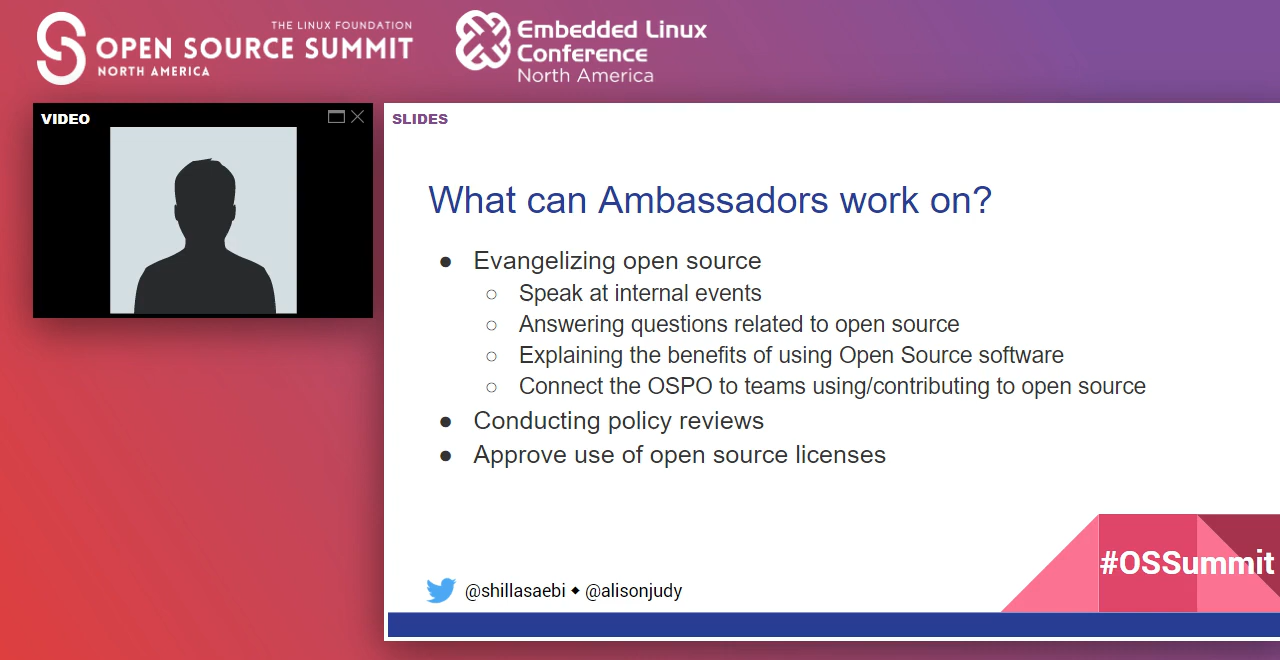 THE LINUX FOUNDATION
OPEN SOURCE SUMMIT
NORTH AMERICA
Embedded Linux
Conference
North America
VIDEO
SLIDES
What can Ambassadors work on?
● Evangelizing open source
○ Speak at internal events
○ Answering questions related to open source
○ Explaining the benefits of using Open Source software
○ Connect the OSPO to teams using/contributing to open source
● Conducting policy reviews
● Approve use of open source licenses
#OSSummit
@shillasaebi ◆ @alisonjudy